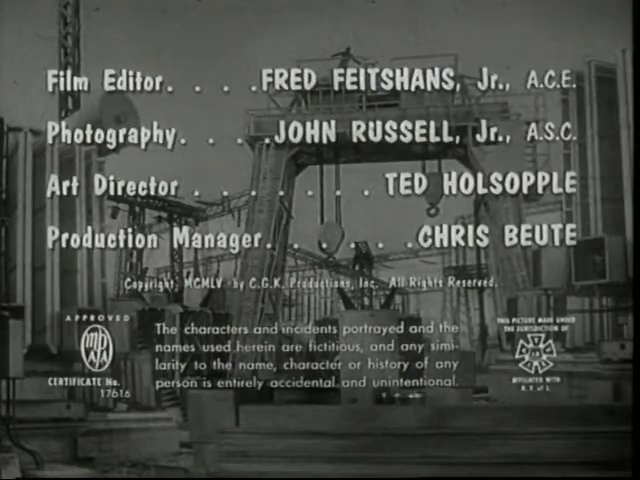 Film Editor. . . . .FRED FEITSHANS, Jr., A.C.E.
Photography. . . . .JOHN RUSSELL, Jr., A.S.C.
Art Director . . . . . . . TED HOLSOPPLE
Production Manager. . . . . . .CHRIS BEUTE
Copyright, MCMLV by C.G.K. Productions, Inc. All Rights Reserved.
APPROVED
MPAA
CERTIFICATE No.
17616
The characters and incidents portrayed and the
names used herein are fictitious, and any simi-
larity to the name, character or history of any
person is entirely accidental and unintentional.
THIS PICTURE MADE UNDER
THE JURISDICTION OF
AFFILIATED WITH
A. F. of L.